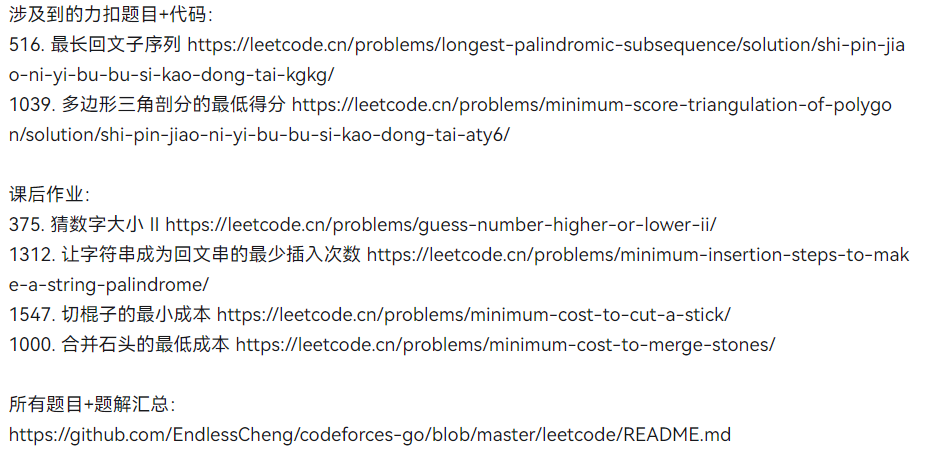 涉及到的力扣题目+代码：
516. 最长回文子序列 https://leetcode.cn/problems/longest-palindromic-subsequence/solution/shi-pin-jia
o-ni-yi-bu-bu-si-kao-dong-tai-kgkg/
1039. 多边形三角剖分的最低得分 https://leetcode.cn/problems/minimum-score-triangulation-of-polygo
n/solution/shi-pin-jiao-ni-yi-bu-bu-si-kao-dong-tai-aty6/
课后作业：
375. 猜数字大小 II https://leetcode.cn/problems/guess-number-higher-or-lower-ii/
1312. 让字符串成为回文串的最少插入次数 https://leetcode.cn/problems/minimum-insertion-steps-to-mak
e-a-string-palindrome/
1547. 切棍子的最小成本 https://leetcode.cn/problems/minimum-cost-to-cut-a-stick/
1000. 合并石头的最低成本 https://leetcode.cn/problems/minimum-cost-to-merge-stones/
所有题目+题解汇总：
https://github.com/EndlessCheng/codeforces-go/blob/master/leetcode/README.md